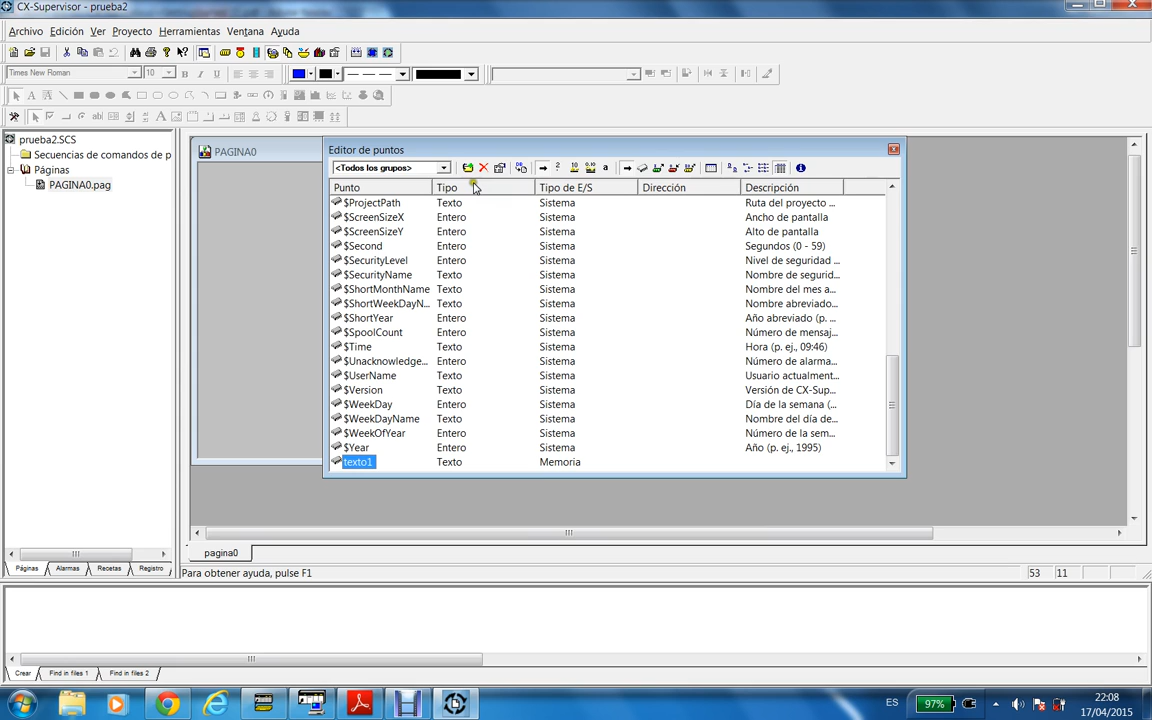 CX-Supervisor - prueba2
Archivo Edición Ver Proyecto Herramientas Ventana Ayuda
Times New Roman 10
prueba2.SCS
Secuencias de comandos de p
Páginas
PAGINA0.pag
PAGINA0
Editor de puntos
<Todos los grupos>
Punto Tipo Tipo de E/S Dirección Descripción
$ProjectPath Texto Sistema Ruta del proyecto ...
$ScreenSizeX Entero Sistema Ancho de pantalla
$ScreenSizeY Entero Sistema Alto de pantalla
$Second Entero Sistema Segundos (0 - 59)
$SecurityLevel Entero Sistema Nivel de seguridad ...
$SecurityName Texto Sistema Nombre de segurid...
$ShortMonthName Texto Sistema Nombre del mes a...
$ShortWeekDayN... Texto Sistema Nombre abreviado...
$ShortYear Entero Sistema Año abreviado (p. ...
$SpoolCount Entero Sistema Número de mensaj...
$Time Texto Sistema Hora (p. ej., 09:46)
$Unacknowledge... Entero Sistema Número de alarma...
$UserName Texto Sistema Usuario actualment...
$Version Texto Sistema Versión de CX-Sup...
$WeekDay Entero Sistema Día de la semana (...
$WeekDayName Texto Sistema Nombre del día de...
$WeekOfYear Entero Sistema Número de la sem...
$Year Entero Sistema Año (p. ej., 1995)
texto1 Texto Memoria
pagina0
Páginas Alarmas Recetas Registro
Para obtener ayuda, pulse F1 53 11
Crear Find in files 1 Find in files 2
ES 97% 22:08
17/04/2015